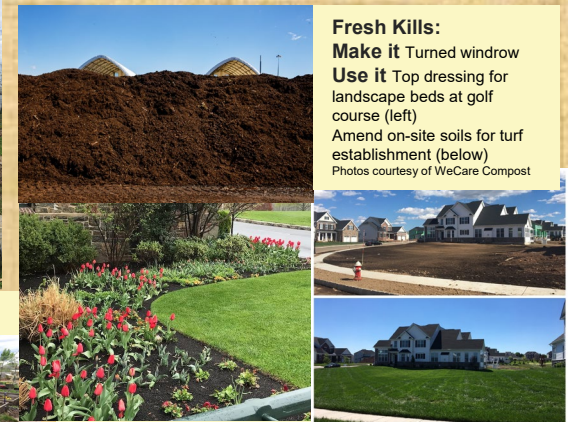 Fresh Kills:
Make it Turned windrow
Use it Top dressing for
landscape beds at golf
course (left)
Amend on-site soils for turf
establishment (below)
Photos courtesy of WeCare Compost